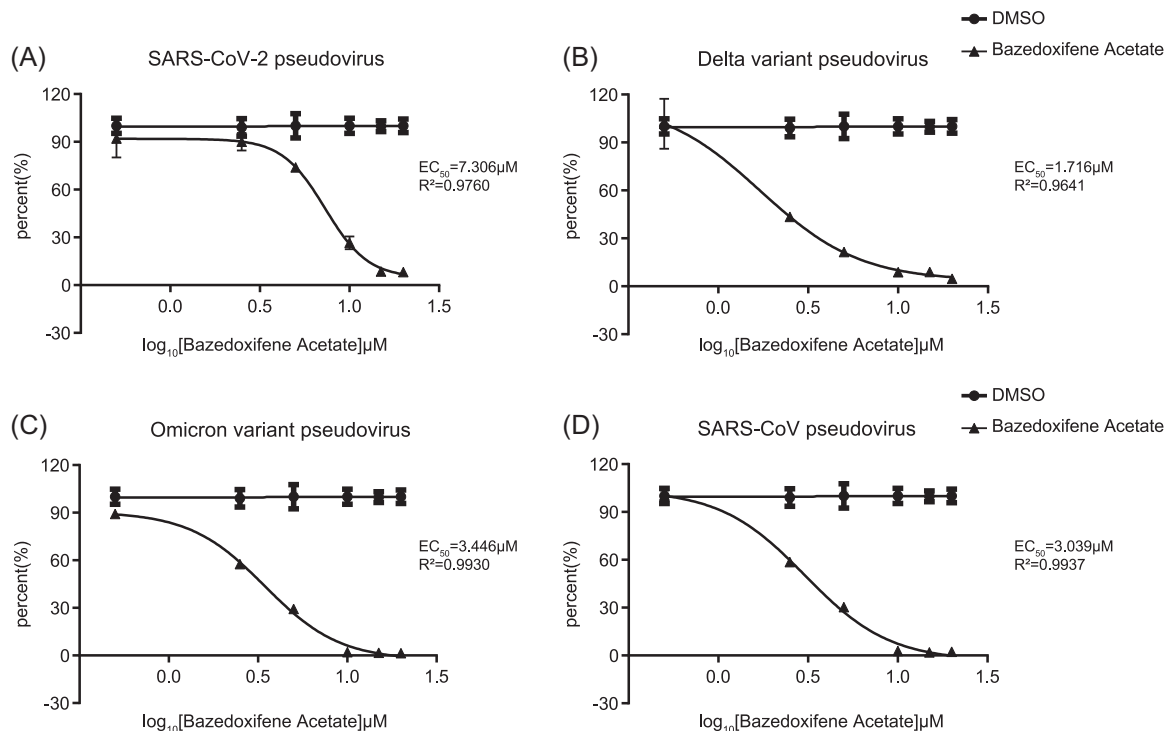 DMSO
Bazedoxifene Acetate
(A)
SARS-CoV-2 pseudovirus
120
90
60
30
0
-30
percent(%)
0.0
0.5
1.0
1.5
EC₅₀=7.306µM
R²=0.9760
log₁₀[Bazedoxifene Acetate]µM
(B)
Delta variant pseudovirus
120
90
60
30
0
-30
percent(%)
0.0
0.5
1.0
1.5
EC₅₀=1.716µM
R²=0.9641
log₁₀[Bazedoxifene Acetate]µM
DMSO
Bazedoxifene Acetate
(C)
Omicron variant pseudovirus
120
90
60
30
0
-30
percent(%)
0.0
0.5
1.0
1.5
EC₅₀=3.446µM
R²=0.9930
log₁₀[Bazedoxifene Acetate]µM
(D)
SARS-CoV pseudovirus
120
90
60
30
0
-30
percent(%)
0.0
0.5
1.0
1.5
EC₅₀=3.039µM
R²=0.9937
log₁₀[Bazedoxifene Acetate]µM